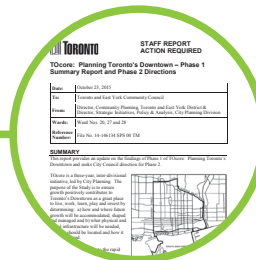 TORONTO
STAFF REPORT
ACTION REQUIRED
TOcore: Planning Toronto's Downtown – Phase 1
Summary Report and Phase 2 Directions
Date: October 23, 2015
To: Toronto and East York Community Council
From: Director, Community Planning, Toronto and East York District &
Director, Strategic Initiatives, Policy & Analysis, City Planning Division
Wards: Ward Nos. 20, 27 and 28
Reference
Number: File No. 14-146134 SPS 00 TM
SUMMARY
This report provides an update on the findings of Phase 1 of TOcore: Planning Toronto's
Downtown and seeks City Council direction for Phase 2.
TOcore is a three-year, inter-divisional
initiative, led by City Planning. The
purpose of the Study is to ensure
growth positively contributes to
Toronto's Downtown as a great place
to live, work, learn, play and invest by
determining: a) how and where future
growth will be accommodated, shaped
and managed and b) what physical and
infrastructure will be needed,
should be located and how it
the rapid